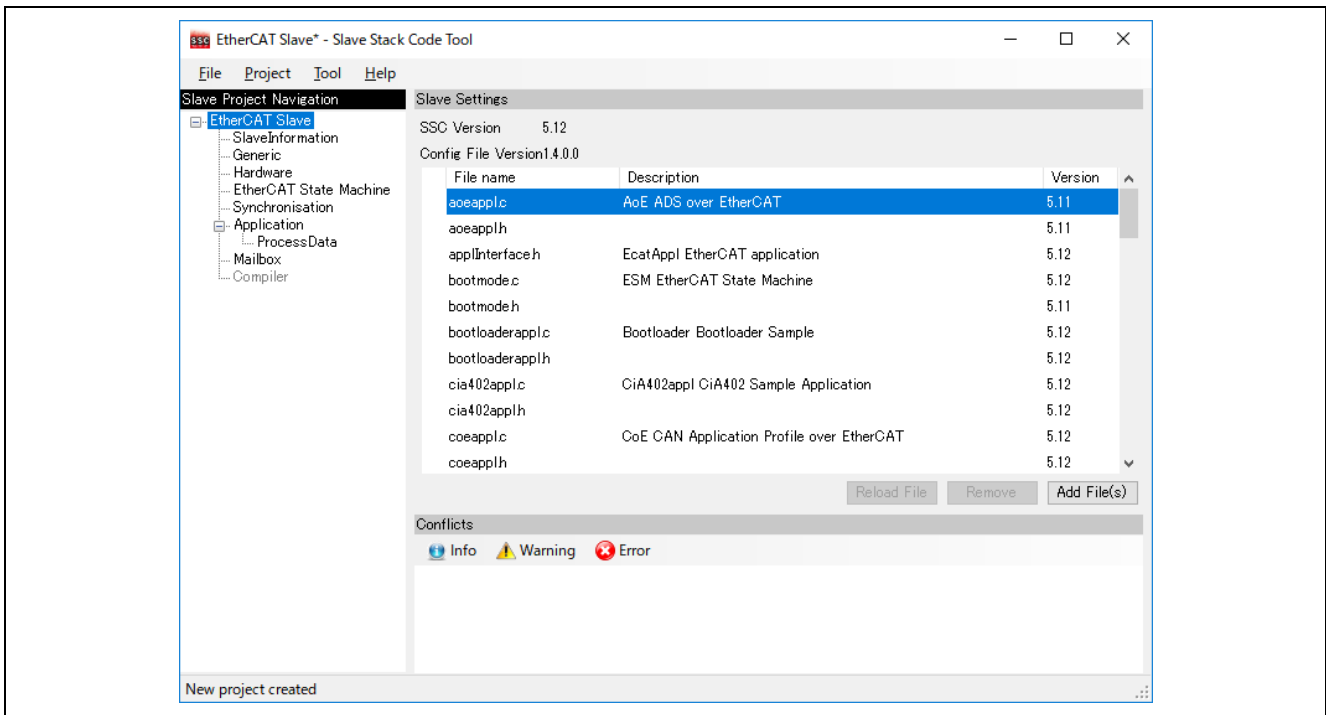 SSC EtherCAT Slave* - Slave Stack Code Tool
File Project Tool Help
Slave Project Navigation
EtherCAT Slave
SlaveInformation
Generic
Hardware
EtherCAT State Machine
Synchronisation
Application
ProcessData
Mailbox
Compiler
Slave Settings
SSC Version 5.12
Config File Version1.4.0.0
File name Description Version
aoeappl.c AoE ADS over EtherCAT 5.11
aoeappl.h 5.11
applInterface.h EcatAppl EtherCAT application 5.12
bootmode.c ESM EtherCAT State Machine 5.12
bootmode.h 5.11
bootloaderappl.c Bootloader Bootloader Sample 5.12
bootloaderappl.h 5.12
cia402appl.c CiA402appl CiA402 Sample Application 5.12
cia402appl.h 5.12
coeappl.c CoE CAN Application Profile over EtherCAT 5.12
coeappl.h 5.12
Reload File Remove Add File(s)
Conflicts
Info Warning Error
New project created